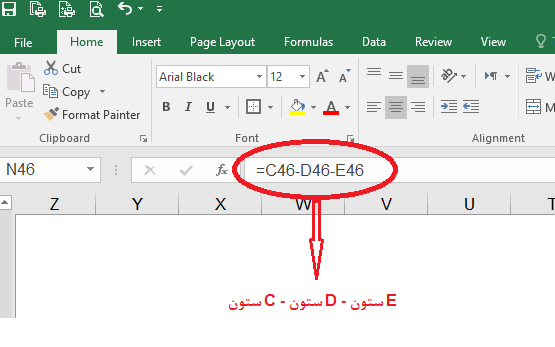 File Home Insert Page Layout Formulas Data Review View
Cut
Copy
Format Painter
Paste
Clipboard
Arial Black 12 A A
B I U A
Font
Alignment
N46 fx =C46-D46-E46
Z Y X W V U T
ستون C - ستون D - ستون E